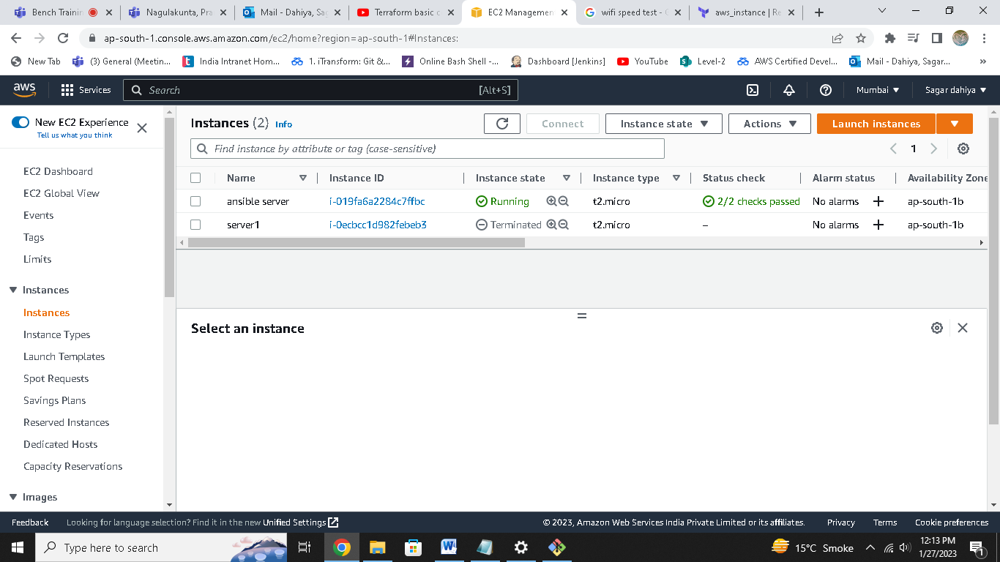 Bench Trainin
Nagulakunta, Pra
Mail - Dahiya, Sag
Terraform basic c
EC2 Managemen
wifi speed test - G
aws_instance | Re
ap-south-1.console.aws.amazon.com/ec2/home?region=ap-south-1#Instances:
New Tab
(3) General (Meetin...
India Intranet Hom...
1. iTransform: Git &...
Online Bash Shell -...
Dashboard [Jenkins]
YouTube
Level-2
AWS Certified Devel...
Mail - Dahiya, Sagar...
»
aws
Services
Search
[Alt+S]
Mumbai
Sagar dahiya
New EC2 Experience
Tell us what you think
EC2 Dashboard
EC2 Global View
Events
Tags
Limits
Instances
Instances
Instance Types
Launch Templates
Spot Requests
Savings Plans
Reserved Instances
Dedicated Hosts
Capacity Reservations
Images
Instances (2) Info
Connect
Instance state
Actions
Launch instances
Find instance by attribute or tag (case-sensitive)
1
Name Instance ID Instance state Instance type Status check Alarm status Availability Zone
ansible server i-019fa6a2284c7ffbc Running t2.micro 2/2 checks passed No alarms + ap-south-1b
server1 i-0ecbcc1d982febeb3 Terminated t2.micro – No alarms + ap-south-1b
Select an instance
Feedback Looking for language selection? Find it in the new Unified Settings © 2023, Amazon Web Services India Private Limited or its affiliates. Privacy Terms Cookie preferences
Type here to search
15°C Smoke
12:13 PM
1/27/2023
1